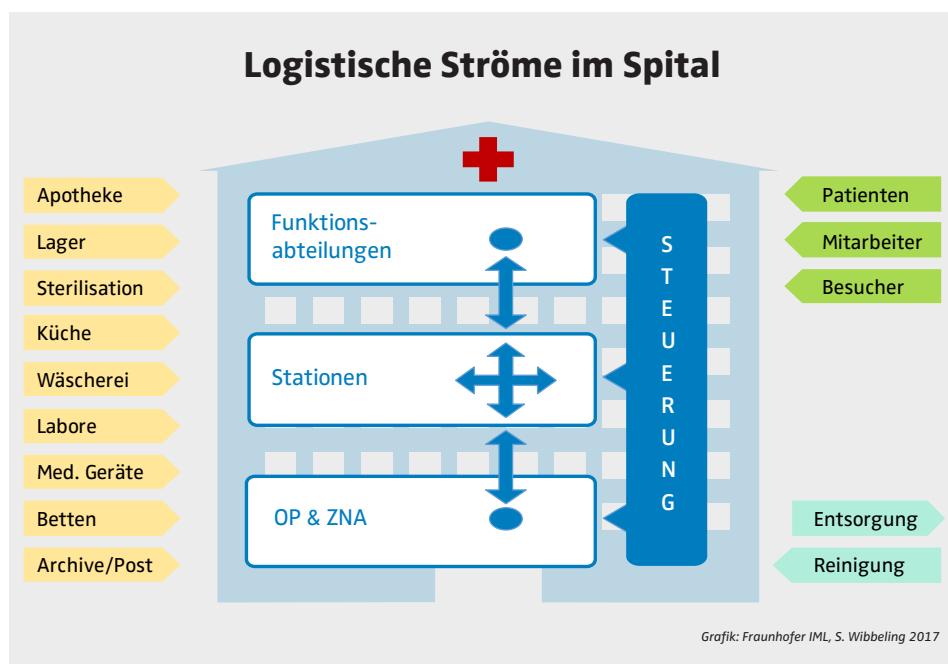 Logistische Ströme im Spital
Apotheke
Lager
Sterilisation
Küche
Wäscherei
Labore
Med. Geräte
Betten
Archive/Post
Funktions-
abteilungen
Stationen
OP & ZNA
STEUERUNG
Patienten
Mitarbeiter
Besucher
Entsorgung
Reinigung
Grafik: Fraunhofer IML, S. Wibbeling 2017